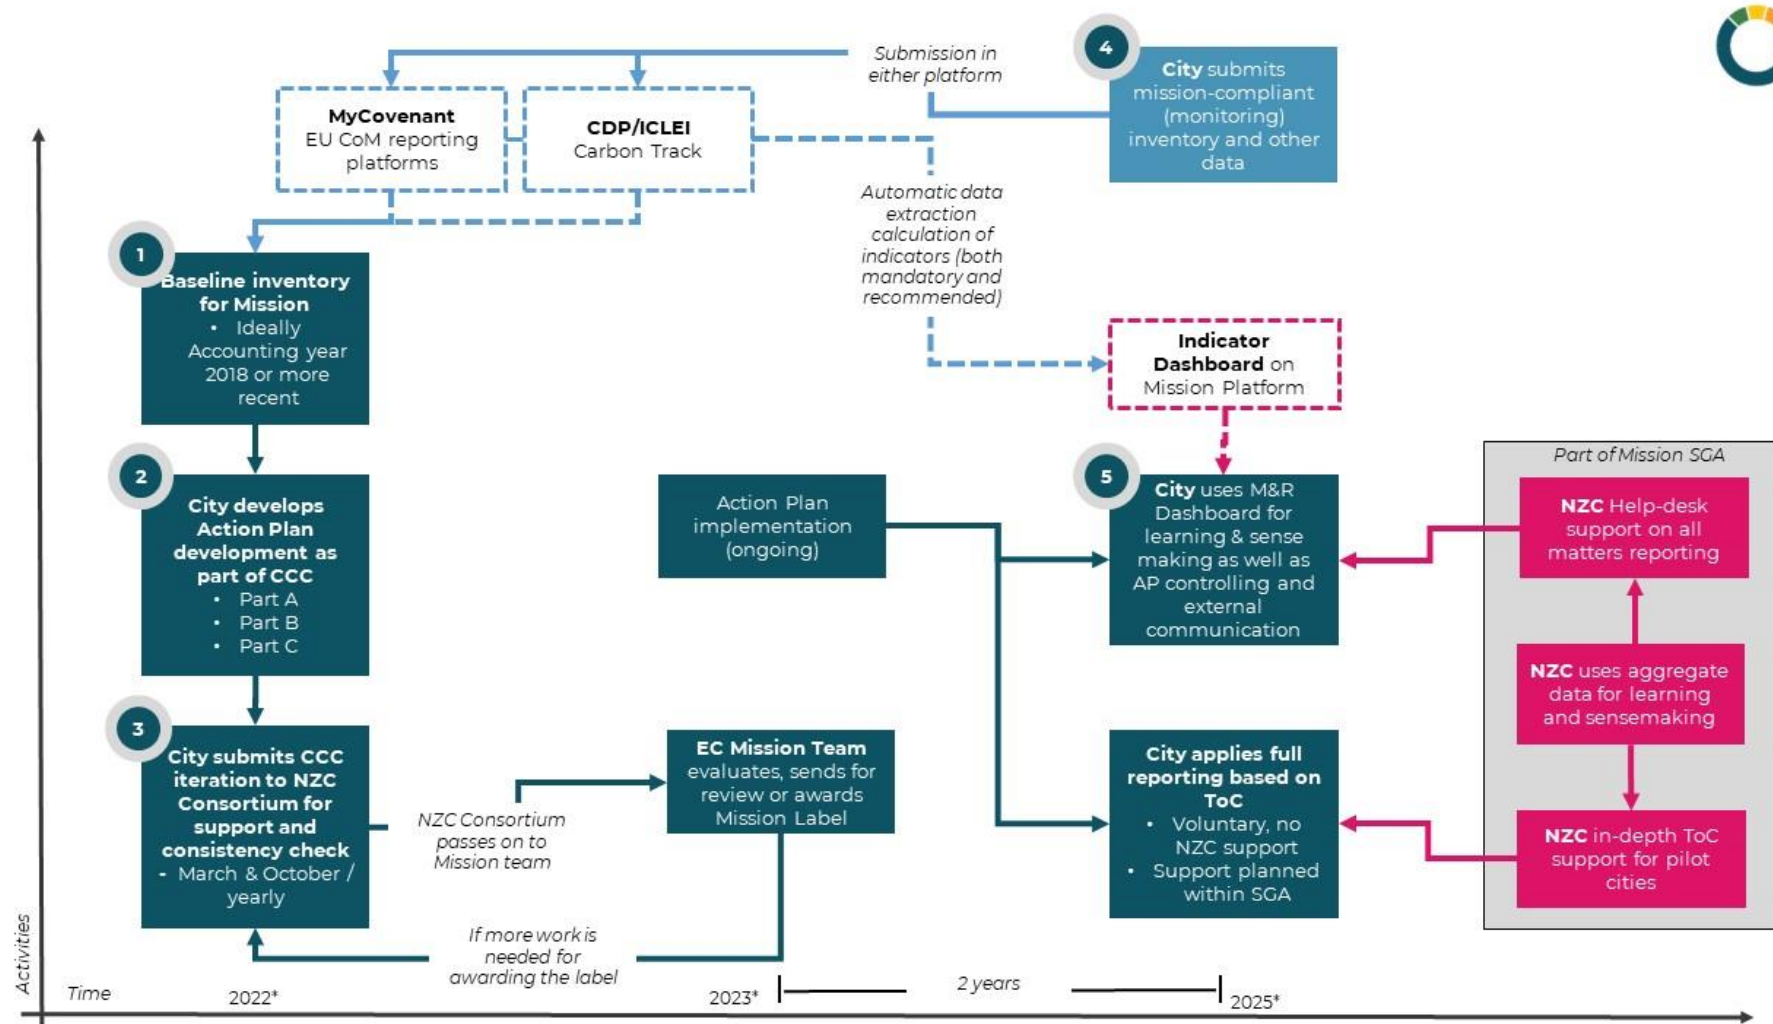 Submission in
either platform
4
City submits
mission-compliant
(monitoring)
inventory and other
data
MyCovenant
EU CoM reporting
platforms
CDP/ICLEI
Carbon Track
Automatic data
extraction
calculation of
indicators (both
mandatory and
recommended)
1
Baseline inventory
for Mission
• Ideally
Accounting year
2018 or more
recent
Indicator
Dashboard on
Mission Platform
2
City develops
Action Plan
development as
part of CCC
• Part A
• Part B
• Part C
Action Plan
implementation
(ongoing)
5
City uses M&R
Dashboard for
learning & sense
making as well as
AP controlling and
external
communication
Part of Mission SGA
NZC Help-desk
support on all
matters reporting
NZC uses aggregate
data for learning
and sensemaking
NZC in-depth ToC
support for pilot
cities
3
City submits CCC
iteration to NZC
Consortium for
support and
consistency check
- March & October /
yearly
NZC Consortium
passes on to
Mission team
EC Mission Team
evaluates, sends for
review or awards
Mission Label
City applies full
reporting based on
ToC
• Voluntary, no
NZC support
• Support planned
within SGA
If more work is
needed for
awarding the label
Activities
Time
2022*
2023*
2 years
2025*